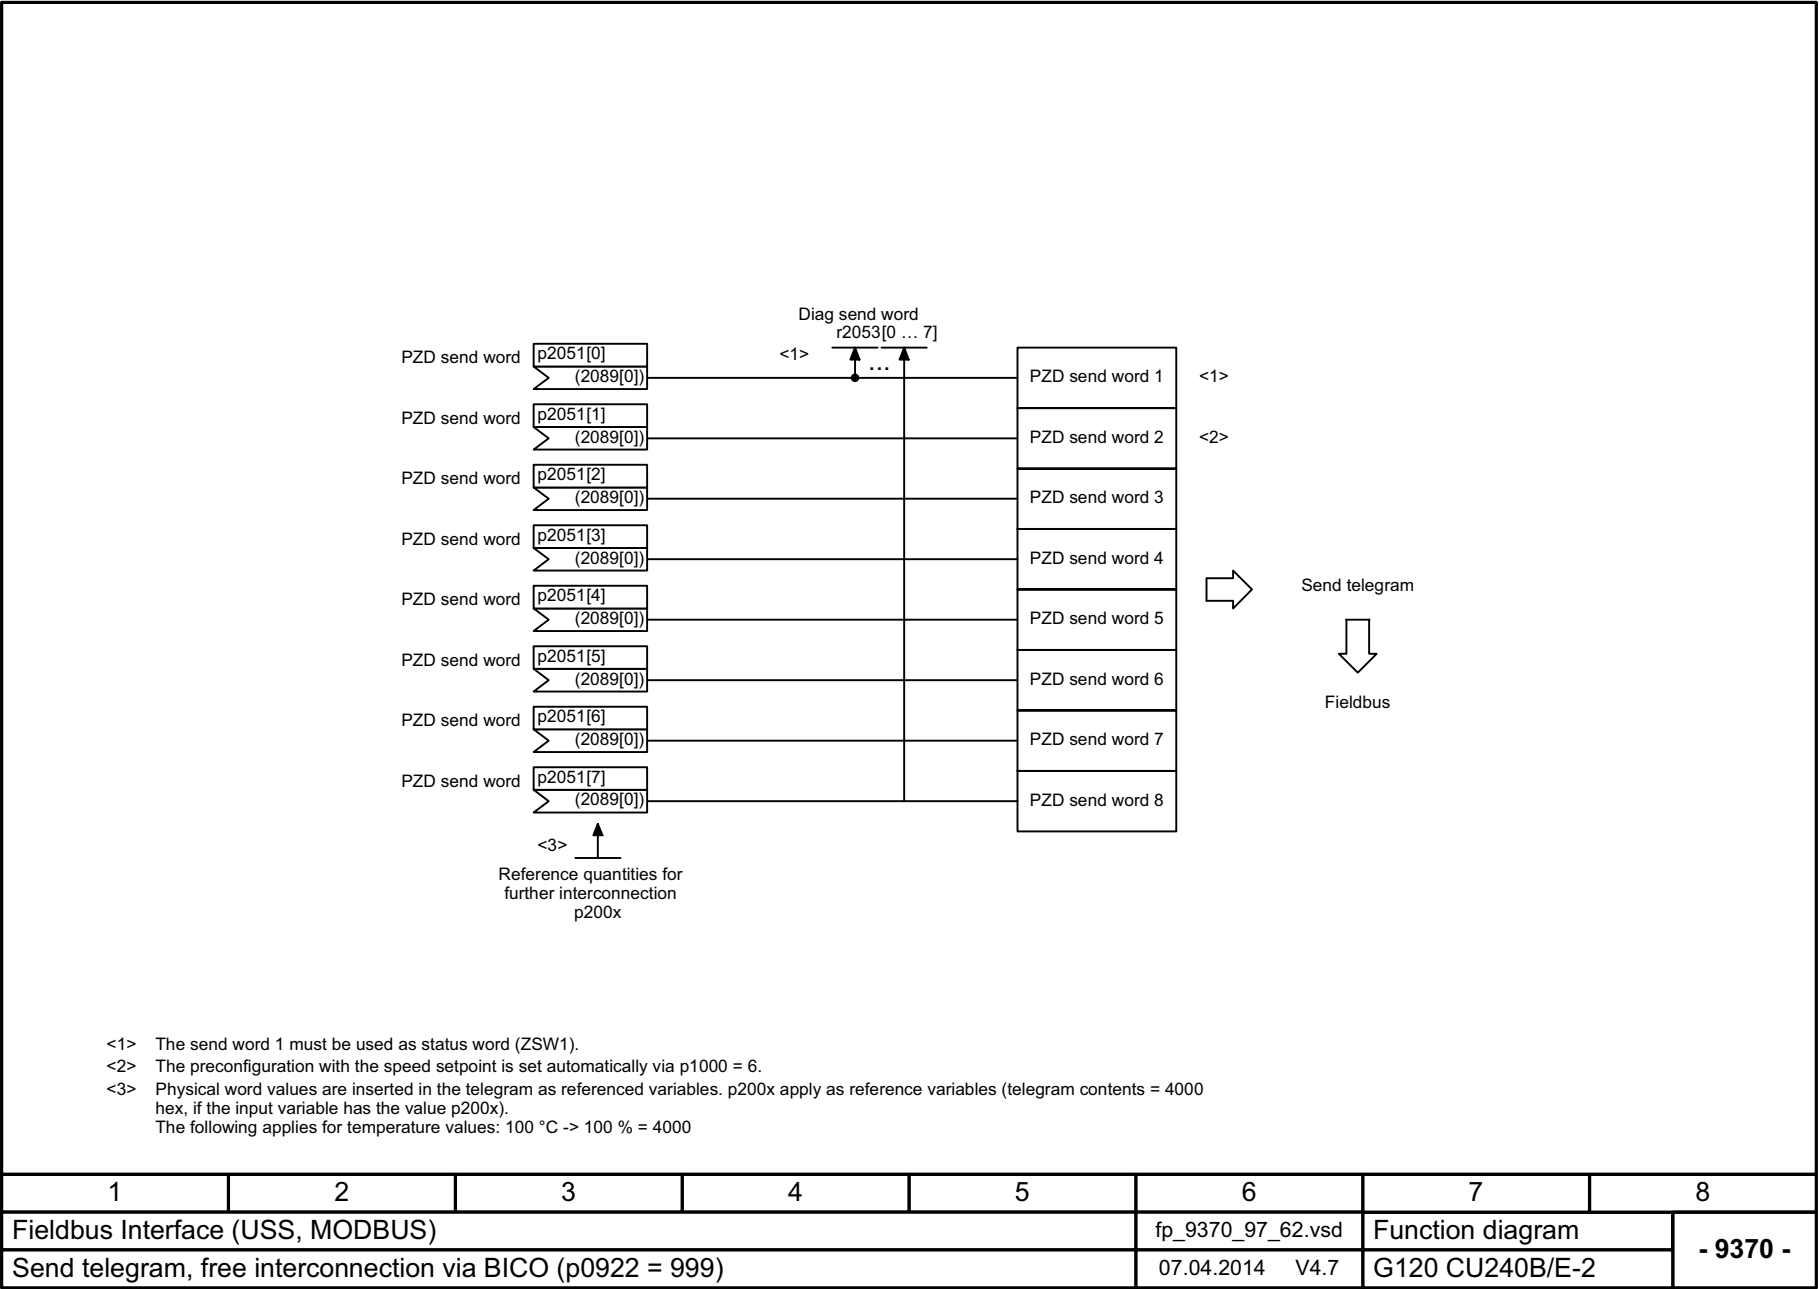 Diag send word
r2053[0 … 7]
<1>
...
PZD send word
p2051[0]
(2089[0])
PZD send word 1
<1>
PZD send word
p2051[1]
(2089[0])
PZD send word 2
<2>
PZD send word
p2051[2]
(2089[0])
PZD send word 3
PZD send word
p2051[3]
(2089[0])
PZD send word 4
PZD send word
p2051[4]
(2089[0])
PZD send word 5
Send telegram
PZD send word
p2051[5]
(2089[0])
PZD send word 6
Fieldbus
PZD send word
p2051[6]
(2089[0])
PZD send word 7
PZD send word
p2051[7]
(2089[0])
PZD send word 8
<3>
Reference quantities for
further interconnection
p200x
<1> The send word 1 must be used as status word (ZSW1).
<2> The preconfiguration with the speed setpoint is set automatically via p1000 = 6.
<3> Physical word values are inserted in the telegram as referenced variables. p200x apply as reference variables (telegram contents = 4000
hex, if the input variable has the value p200x).
The following applies for temperature values: 100 °C -> 100 % = 4000
1 2 3 4 5 6 7 8
Fieldbus Interface (USS, MODBUS)
fp_9370_97_62.vsd
Function diagram
- 9370 -
Send telegram, free interconnection via BICO (p0922 = 999)
07.04.2014 V4.7
G120 CU240B/E-2